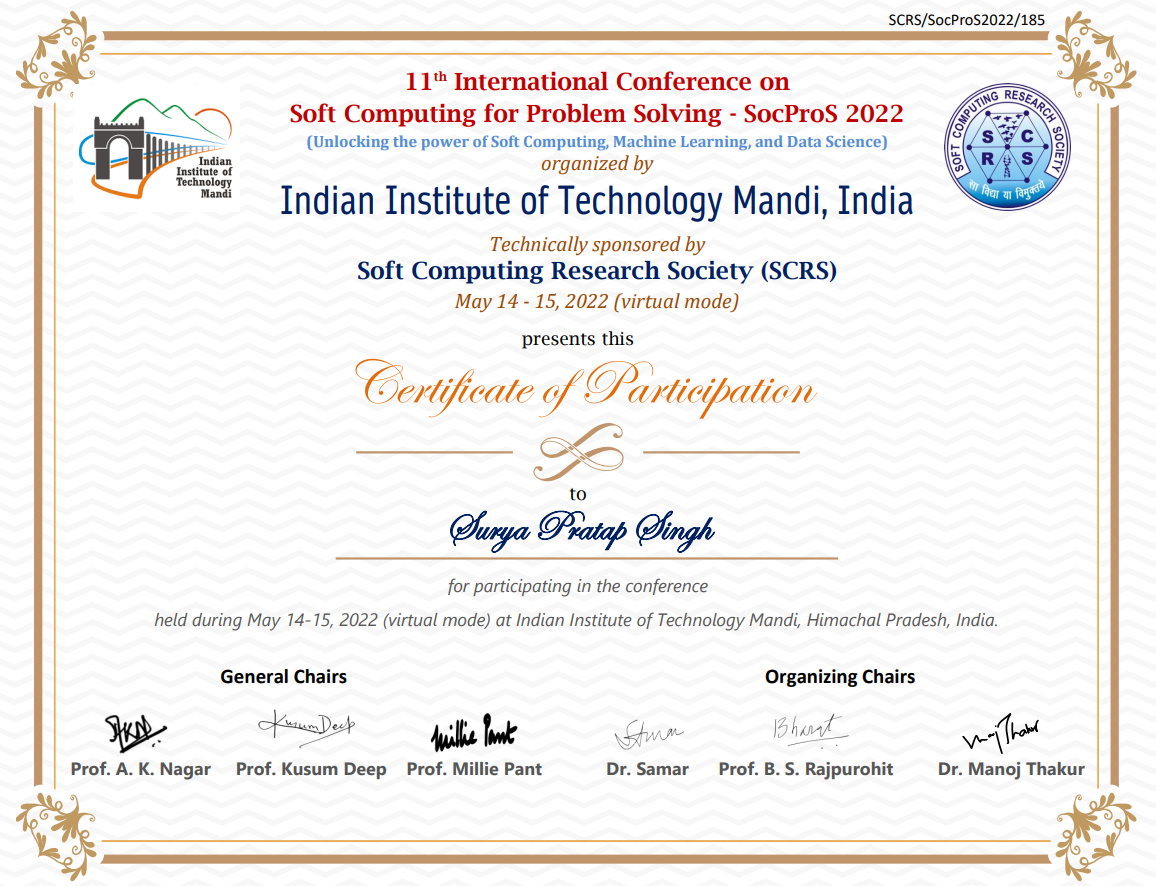 SCRS/SocProS2022/185
11th International Conference on
Soft Computing for Problem Solving - SocProS 2022
(Unlocking the power of Soft Computing, Machine Learning, and Data Science)
organized by
Indian Institute of Technology Mandi, India
Indian
Institute of
Technology
Mandi
SOFT COMPUTING RESEARCH SOCIETY
S C
R S
सा विद्या या विमुक्तये
Technically sponsored by
Soft Computing Research Society (SCRS)
May 14 - 15, 2022 (virtual mode)
presents this
Certificate of Participation
to
Surya Pratap Singh
for participating in the conference
held during May 14-15, 2022 (virtual mode) at Indian Institute of Technology Mandi, Himachal Pradesh, India.
General Chairs
Organizing Chairs
Kusum Deep
Millie Pant
Bharat
Manoj Thakur
Prof. A. K. Nagar
Prof. Kusum Deep
Prof. Millie Pant
Dr. Samar
Prof. B. S. Rajpurohit
Dr. Manoj Thakur